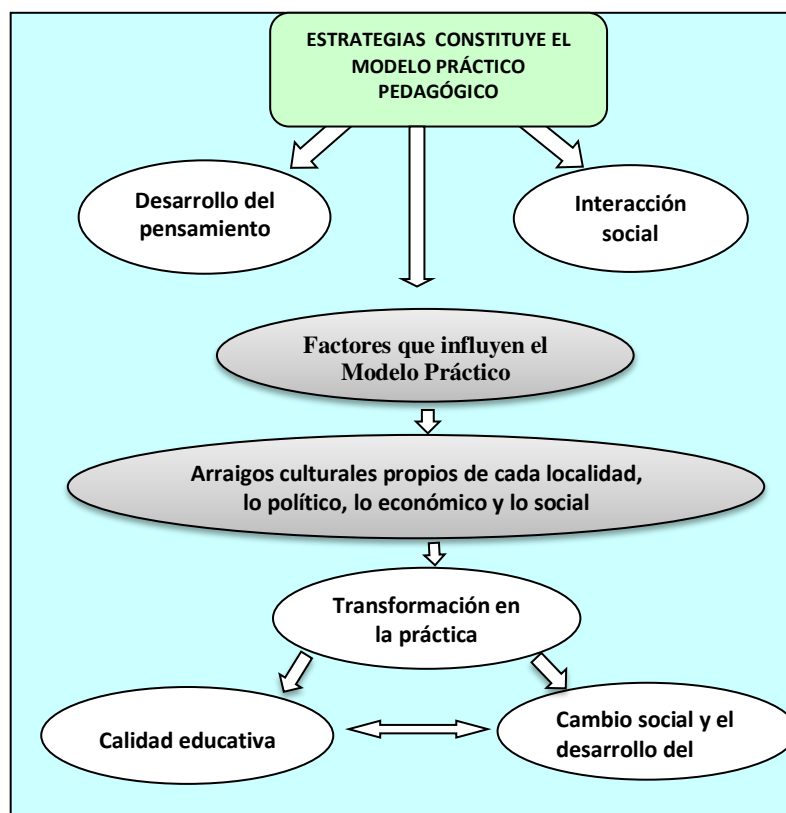 ESTRATEGIAS CONSTITUYE EL
MODELO PRÁCTICO
PEDAGÓGICO
Desarrollo del
pensamiento
Interacción
social
Factores que influyen el
Modelo Práctico
Arraigos culturales propios de cada localidad,
lo político, lo económico y lo social
Transformación en
la práctica
Calidad educativa
Cambio social y el
desarrollo del